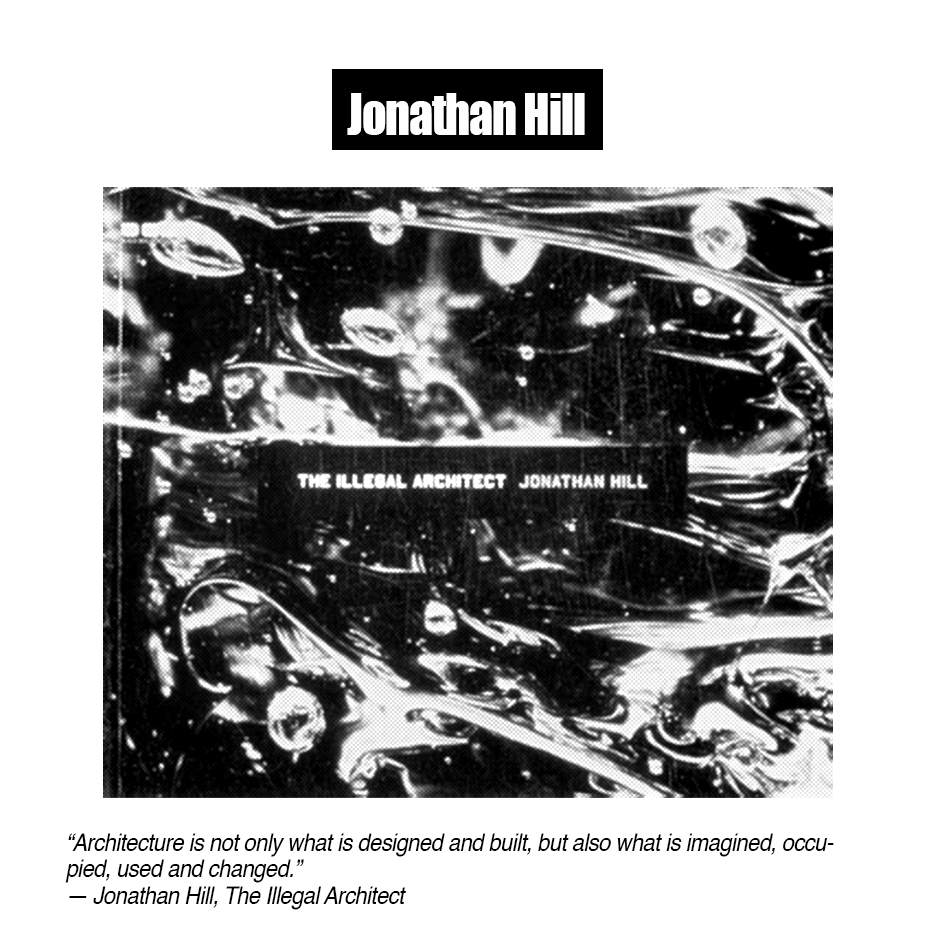 Jonathan Hill
THE ILLEGAL ARCHITECT JONATHAN HILL
“Architecture is not only what is designed and built, but also what is imagined, occu-
pied, used and changed.”
— Jonathan Hill, The Illegal Architect